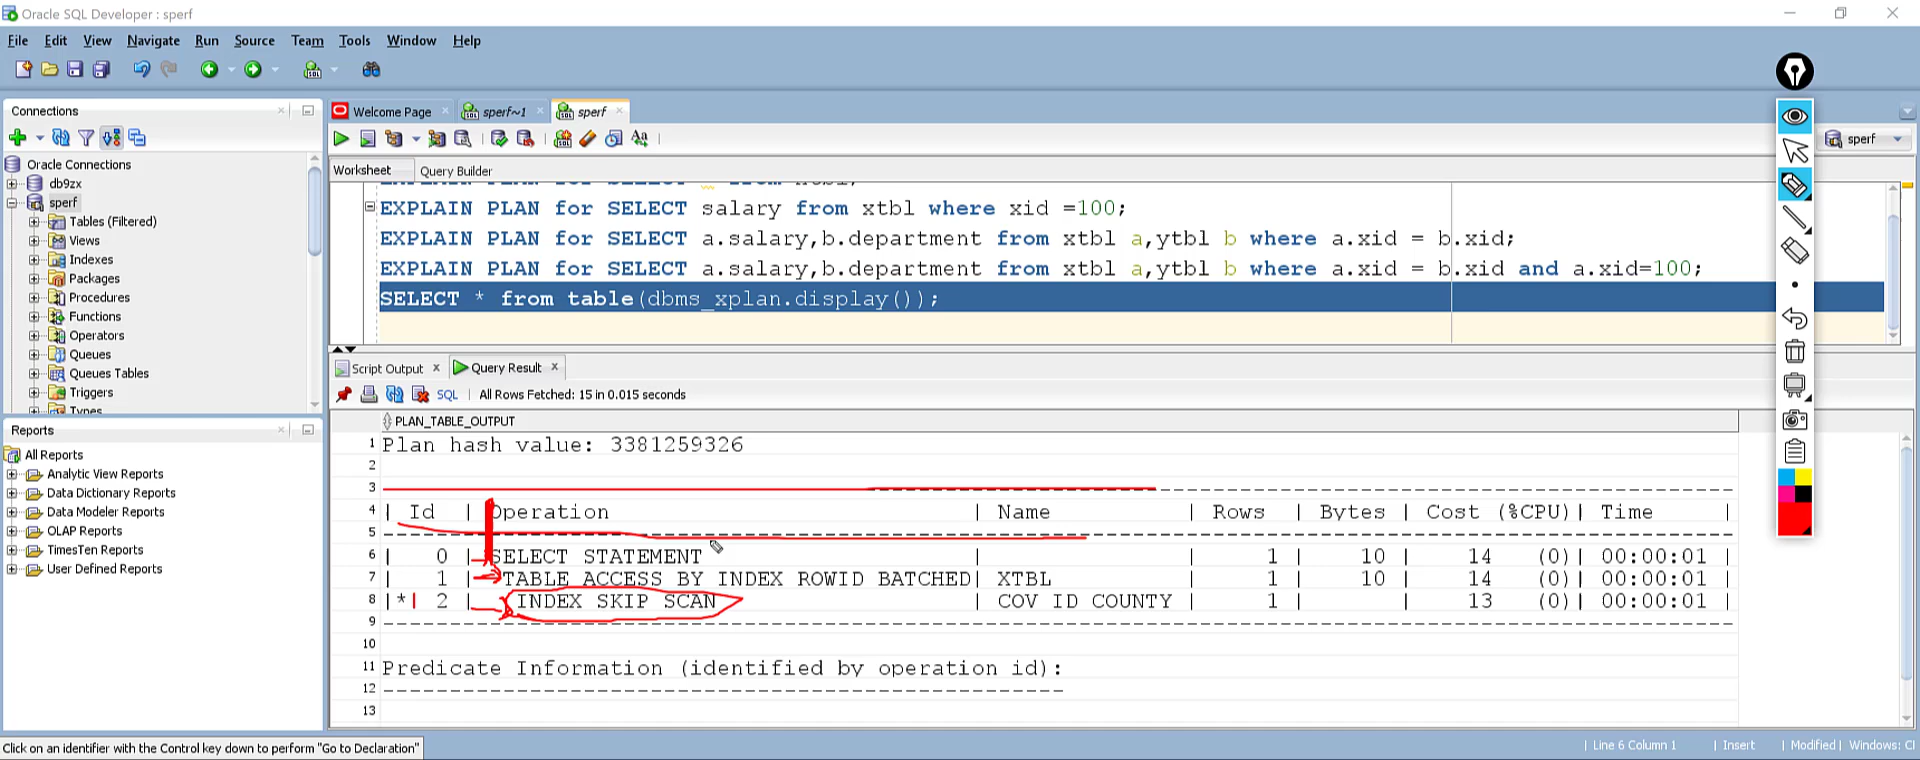 Oracle SQL Developer : sperf
File Edit View Navigate Run Source Team Tools Window Help
Connections
Oracle Connections
db9zx
sperf
Tables (Filtered)
Views
Indexes
Packages
Procedures
Functions
Operators
Queues
Queues Tables
Triggers
Types
Reports
All Reports
Analytic View Reports
Data Dictionary Reports
Data Modeler Reports
OLAP Reports
TimesTen Reports
User Defined Reports
Welcome Page sperf~1 sperf
sperf
Worksheet Query Builder
EXPLAIN PLAN for SELECT * from xtbl;
EXPLAIN PLAN for SELECT salary from xtbl where xid =100;
EXPLAIN PLAN for SELECT a.salary,b.department from xtbl a,ytbl b where a.xid = b.xid;
EXPLAIN PLAN for SELECT a.salary,b.department from xtbl a,ytbl b where a.xid = b.xid and a.xid=100;
SELECT * from table(dbms_xplan.display());
Script Output Query Result
SQL | All Rows Fetched: 15 in 0.015 seconds
PLAN_TABLE_OUTPUT
1 Plan hash value: 3381259326
2
3 ------------------------------------------------------------
4 | Id | Operation | Name | Rows | Bytes | Cost (%CPU)| Time |
5 ------------------------------------------------------------
6 | 0 | SELECT STATEMENT | | 1 | 10 | 14 (0)| 00:00:01 |
7 | 1 | TABLE ACCESS BY INDEX ROWID BATCHED| XTBL | 1 | 10 | 14 (0)| 00:00:01 |
8 |* 2 | INDEX SKIP SCAN | COV ID COUNTY | 1 | | 13 (0)| 00:00:01 |
9 ------------------------------------------------------------
10
11 Predicate Information (identified by operation id):
12 ---------------------------------------------------
13
Click on an identifier with the Control key down to perform "Go to Declaration"
| Line 6 Column 1 | Insert | Modified | Windows: Cl